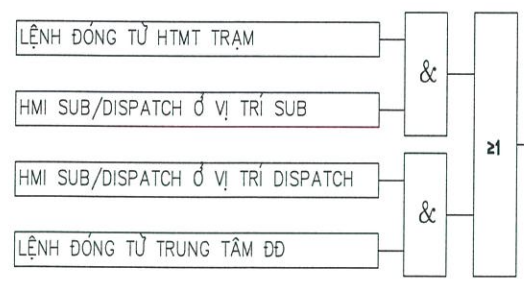 LỆNH ĐÓNG TỪ HTMT TRẠM
&
HMI SUB/DISPATCH Ở VỊ TRÍ SUB
≥1
HMI SUB/DISPATCH Ở VỊ TRÍ DISPATCH
&
LỆNH ĐÓNG TỪ TRUNG TÂM ĐĐ